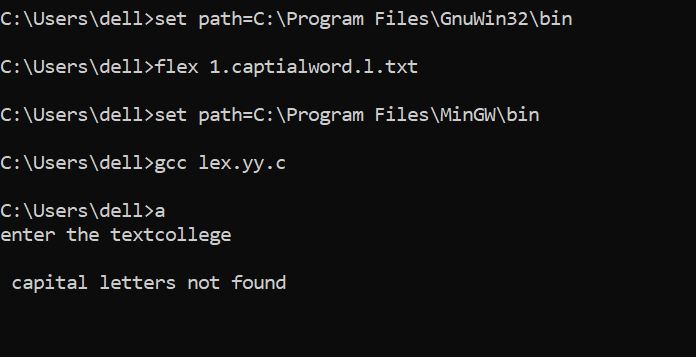 C:\Users\dell>set path=C:\Program Files\GnuWin32\bin
C:\Users\dell>flex 1.captialword.l.txt
C:\Users\dell>set path=C:\Program Files\MinGW\bin
C:\Users\dell>gcc lex.yy.c
C:\Users\dell>a
enter the textcollege
capital letters not found